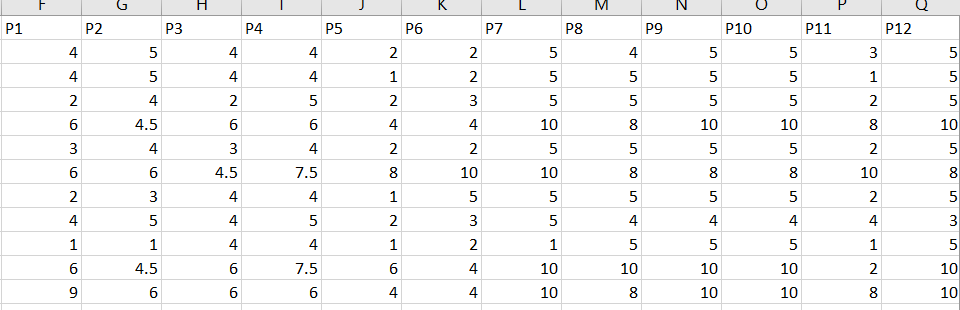 F G H I J K L M N O P Q
P1 P2 P3 P4 P5 P6 P7 P8 P9 P10 P11 P12
4 5 4 4 2 2 5 4 5 5 3 5
4 5 4 4 1 2 5 5 5 5 1 5
2 4 2 5 2 3 5 5 5 5 2 5
6 4.5 6 6 4 4 10 8 10 10 8 10
3 4 3 4 2 2 5 5 5 5 2 5
6 6 4.5 7.5 8 10 10 8 8 8 10 8
2 3 4 4 1 5 5 5 5 5 2 5
4 5 4 5 2 3 5 4 4 4 4 3
1 1 4 4 1 2 1 5 5 5 1 5
6 4.5 6 7.5 6 4 10 10 10 10 2 10
9 6 6 6 4 4 10 8 10 10 8 10